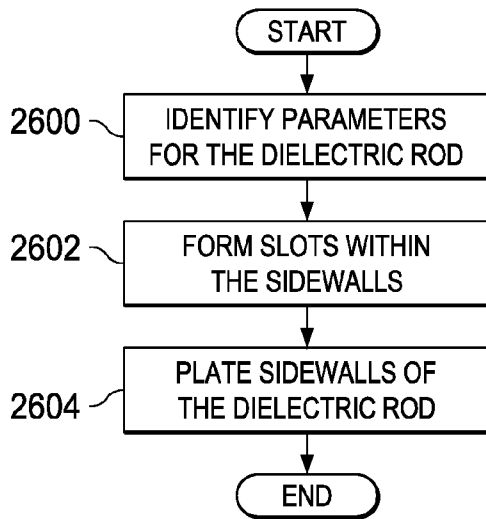 START
2600
IDENTIFY PARAMETERS
FOR THE DIELECTRIC ROD
2602
FORM SLOTS WITHIN
THE SIDEWALLS
2604
PLATE SIDEWALLS OF
THE DIELECTRIC ROD
END